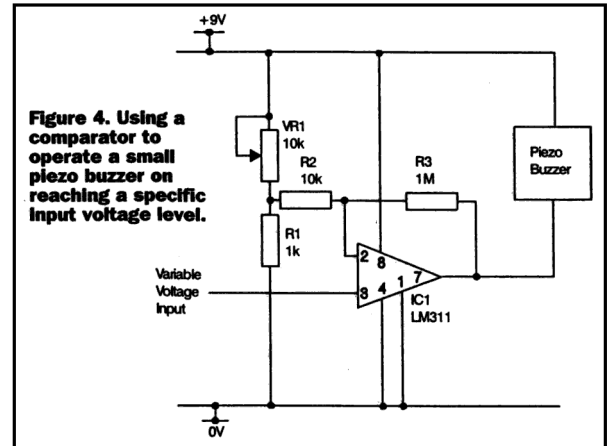 +9V
Figure 4. Using a
comparator to
operate a small
piezo buzzer on
reaching a specific
input voltage level.
VR1
10k
R2
10k
R3
1M
Piezo
Buzzer
R1
1k
2
8
Variable
Voltage
Input
3
4
1
7
IC1
LM311
0V